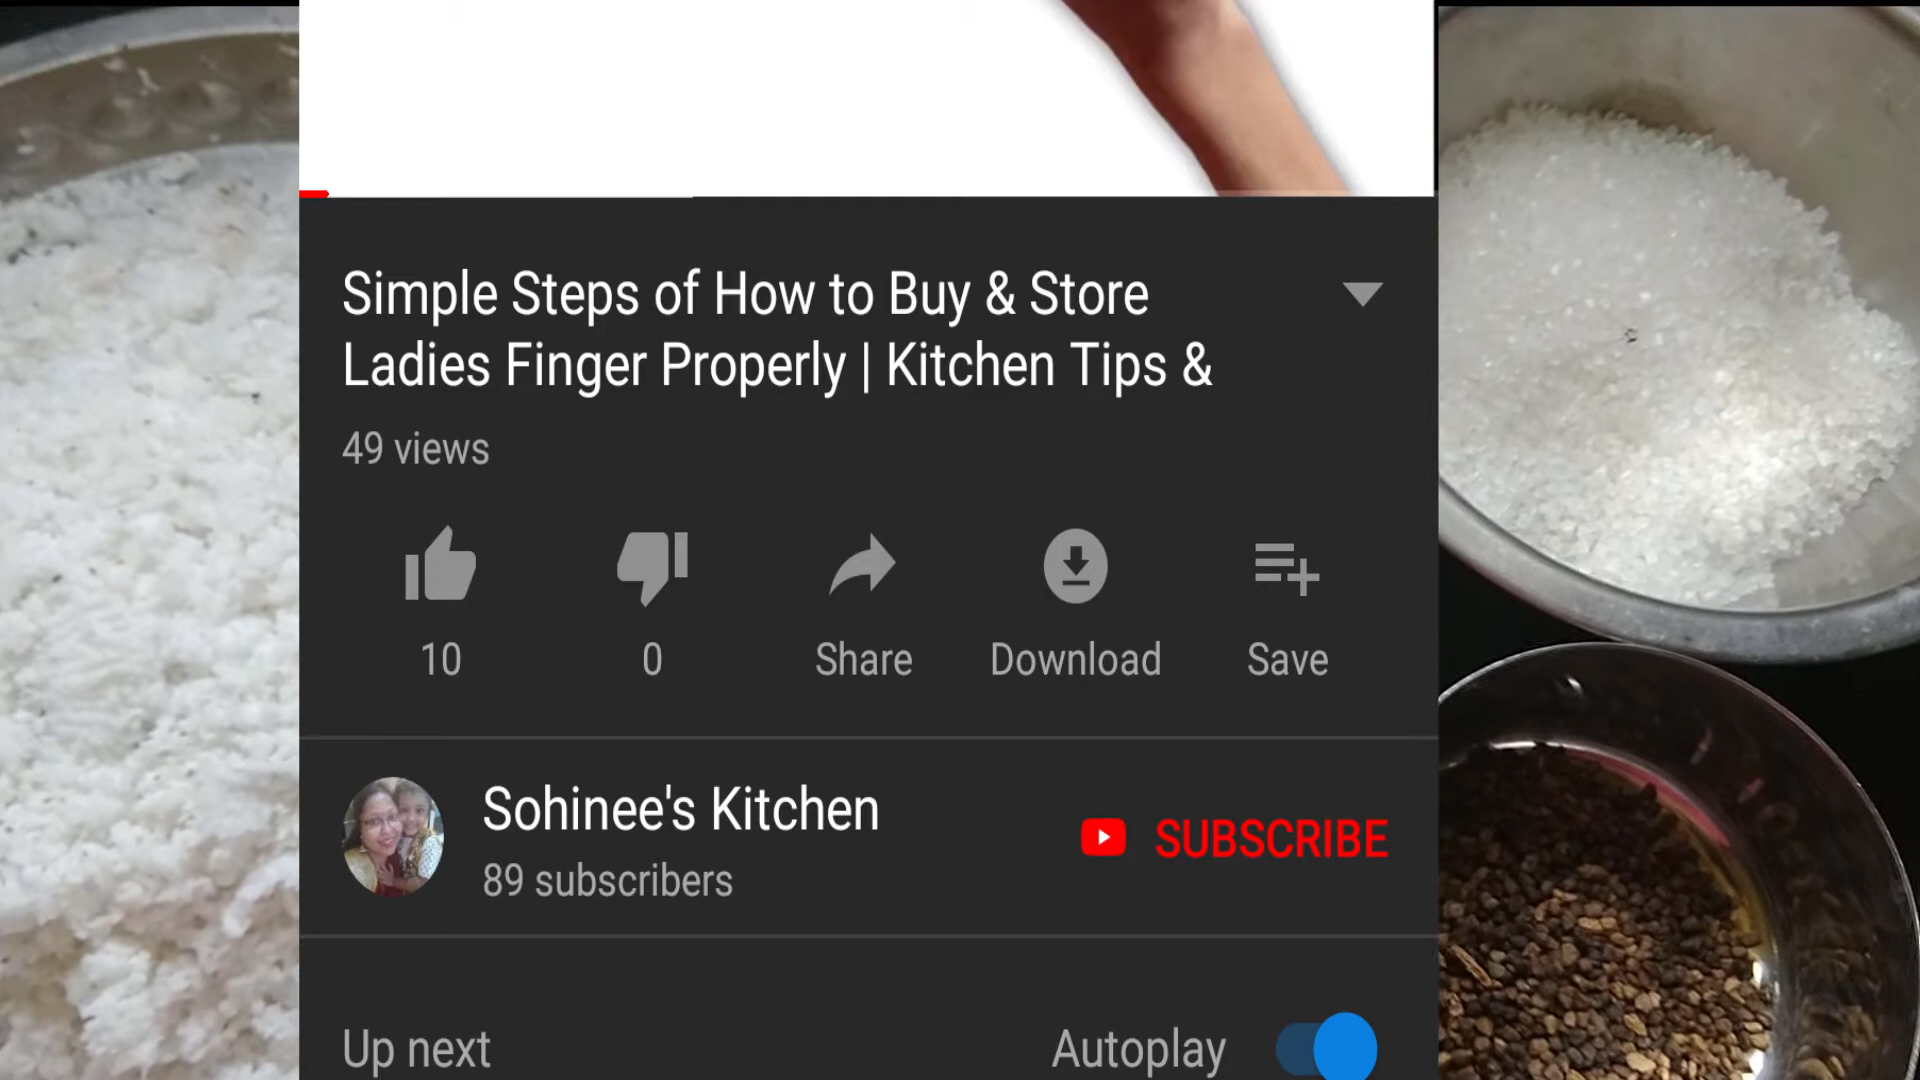 Simple Steps of How to Buy & Store
Ladies Finger Properly | Kitchen Tips &
49 views
10 0 Share Download Save
Sohinee's Kitchen
89 subscribers
SUBSCRIBE
Up next Autoplay